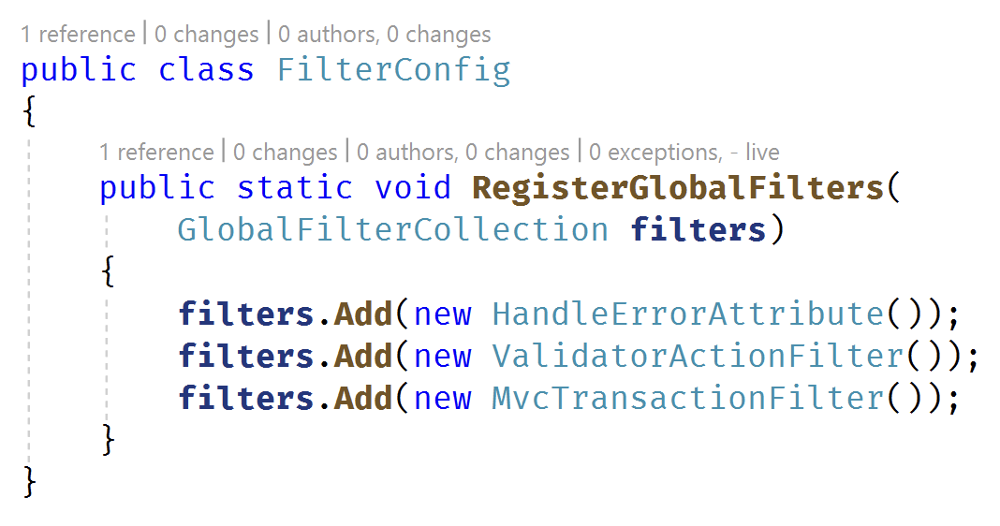 1 reference | 0 changes | 0 authors, 0 changes
public class FilterConfig
{
1 reference | 0 changes | 0 authors, 0 changes | 0 exceptions, - live
public static void RegisterGlobalFilters(
GlobalFilterCollection filters)
{
filters.Add(new HandleErrorAttribute());
filters.Add(new ValidatorActionFilter());
filters.Add(new MvcTransactionFilter());
}
}